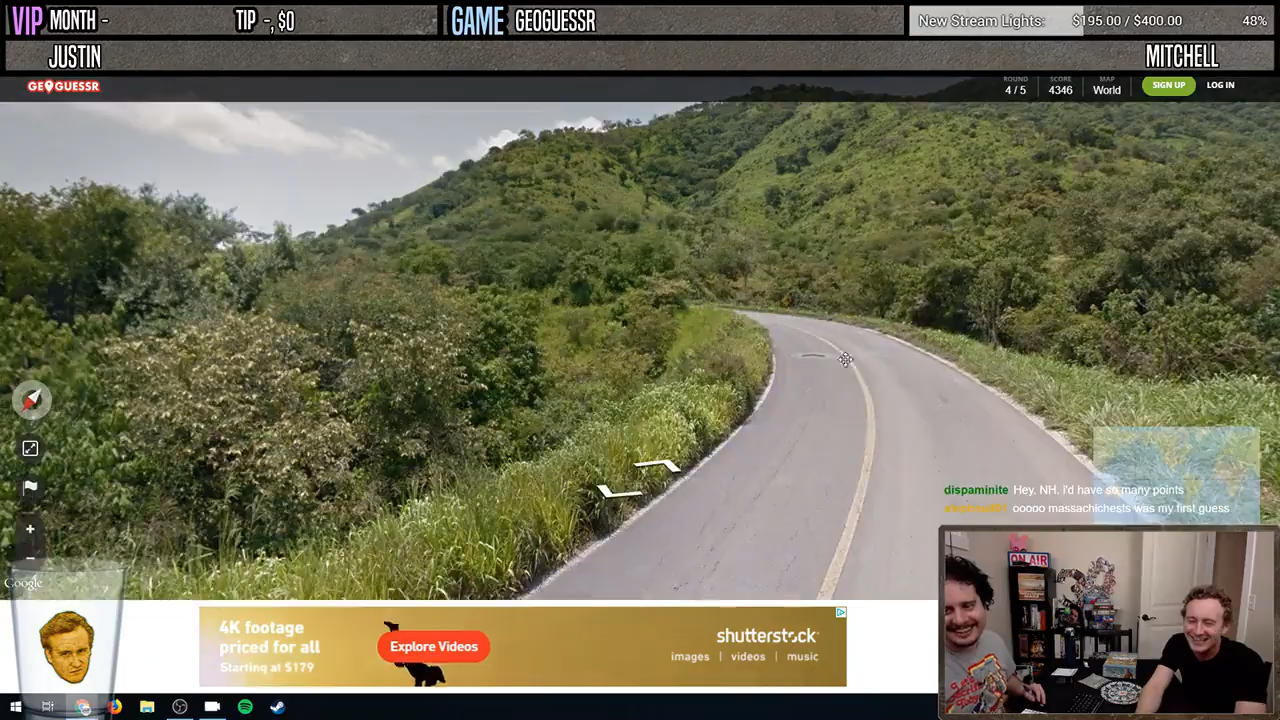 VIP MONTH -
TIP -, $0
GAME GEOGUESSR
New Stream Lights: $195.00 / $400.00 48%
JUSTIN
MITCHELL
GEOGUESSR
ROUND
4 / 5
SCORE
4346
MAP
World
SIGN UP
LOG IN
dispaminite Hey, NH. i'd have so many points
ooooo massachichests was my first guess
Google
ON AIR
4K footage
priced for all
Starting at $179
Explore Videos
shutterstock
images | videos | music